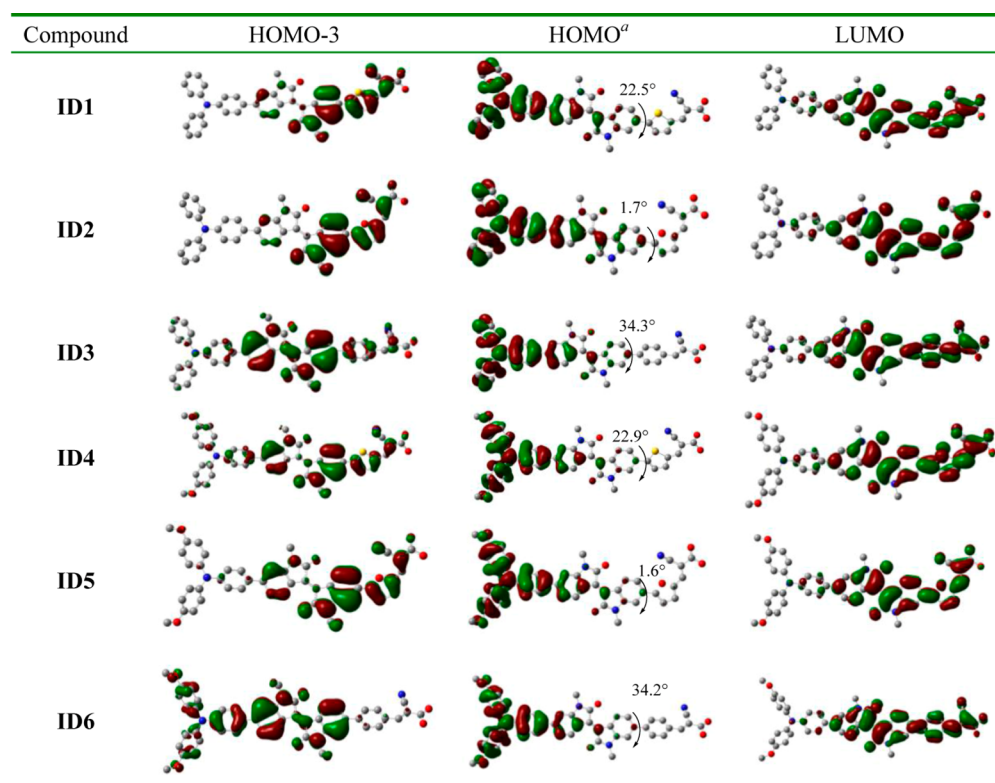 Compound HOMO-3 HOMOᵃ LUMO
ID1 22.5°
ID2 1.7°
ID3 34.3°
ID4 22.9°
ID5 1.6°
ID6 34.2°